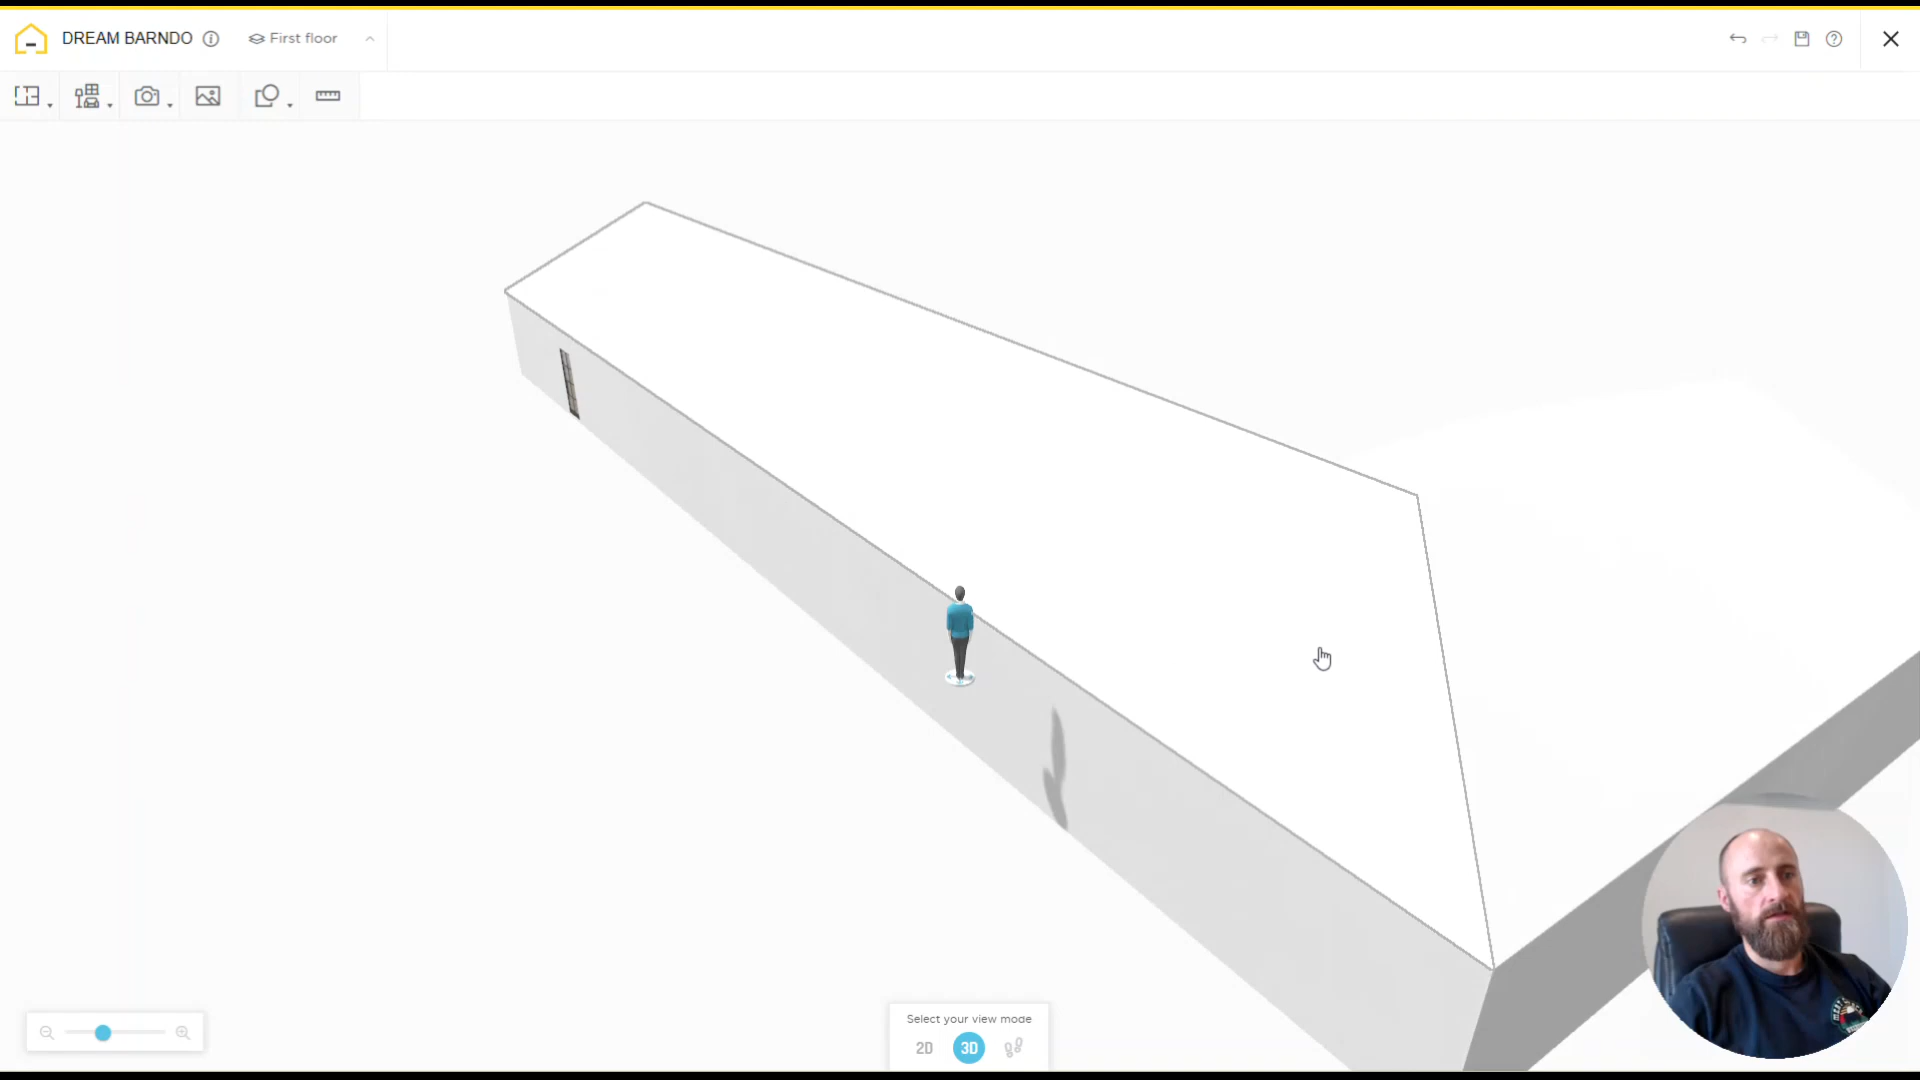 DREAM BARNDO
First floor
Select your view mode
2D
3D